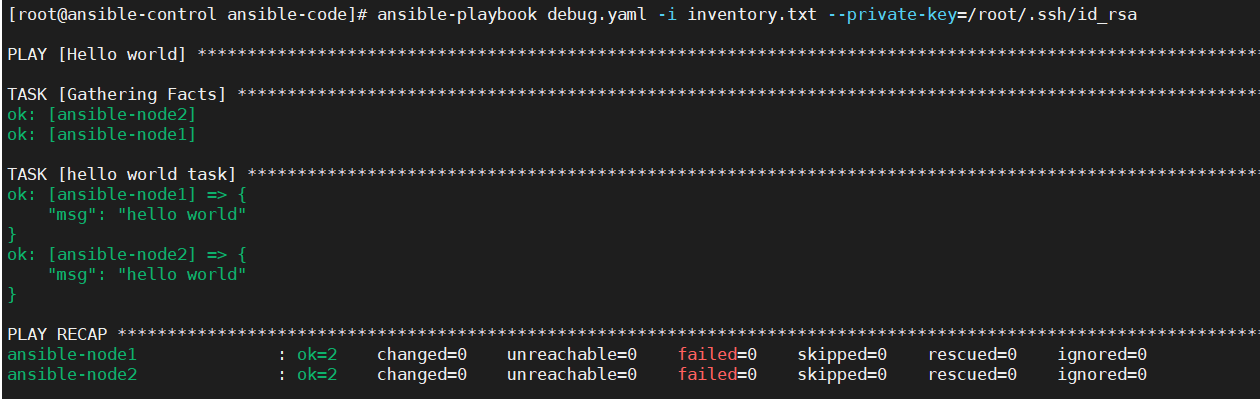 [root@ansible-control ansible-code]# ansible-playbook debug.yaml -i inventory.txt --private-key=/root/.ssh/id_rsa
PLAY [Hello world] ***********************************************************************************************************
TASK [Gathering Facts] *******************************************************************************************************
ok: [ansible-node2]
ok: [ansible-node1]
TASK [hello world task] ******************************************************************************************************
ok: [ansible-node1] => {
    "msg": "hello world"
}
ok: [ansible-node2] => {
    "msg": "hello world"
}
PLAY RECAP *******************************************************************************************************************
ansible-node1              : ok=2    changed=0    unreachable=0    failed=0    skipped=0    rescued=0    ignored=0
ansible-node2              : ok=2    changed=0    unreachable=0    failed=0    skipped=0    rescued=0    ignored=0